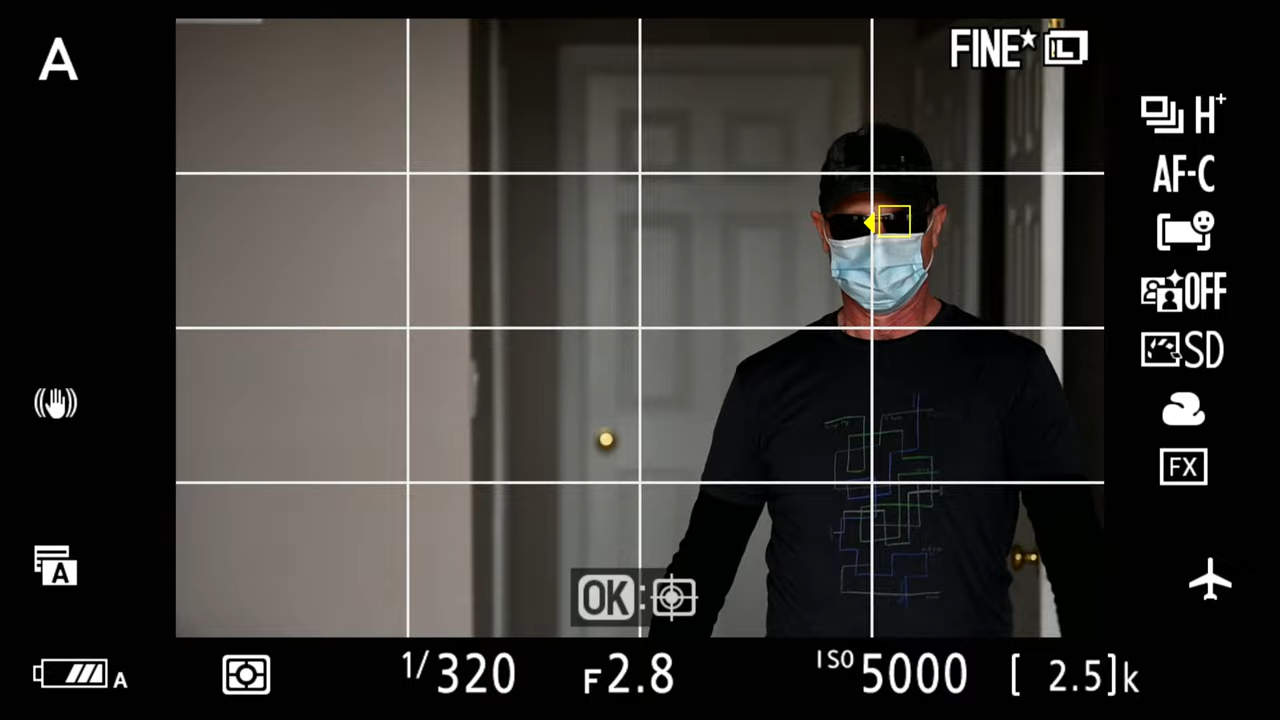 A
FINE★ L
H+
AF-C
OFF
SD
FX
A
OK:
A
1/320
F2.8
ISO 5000
[ 2.5]k